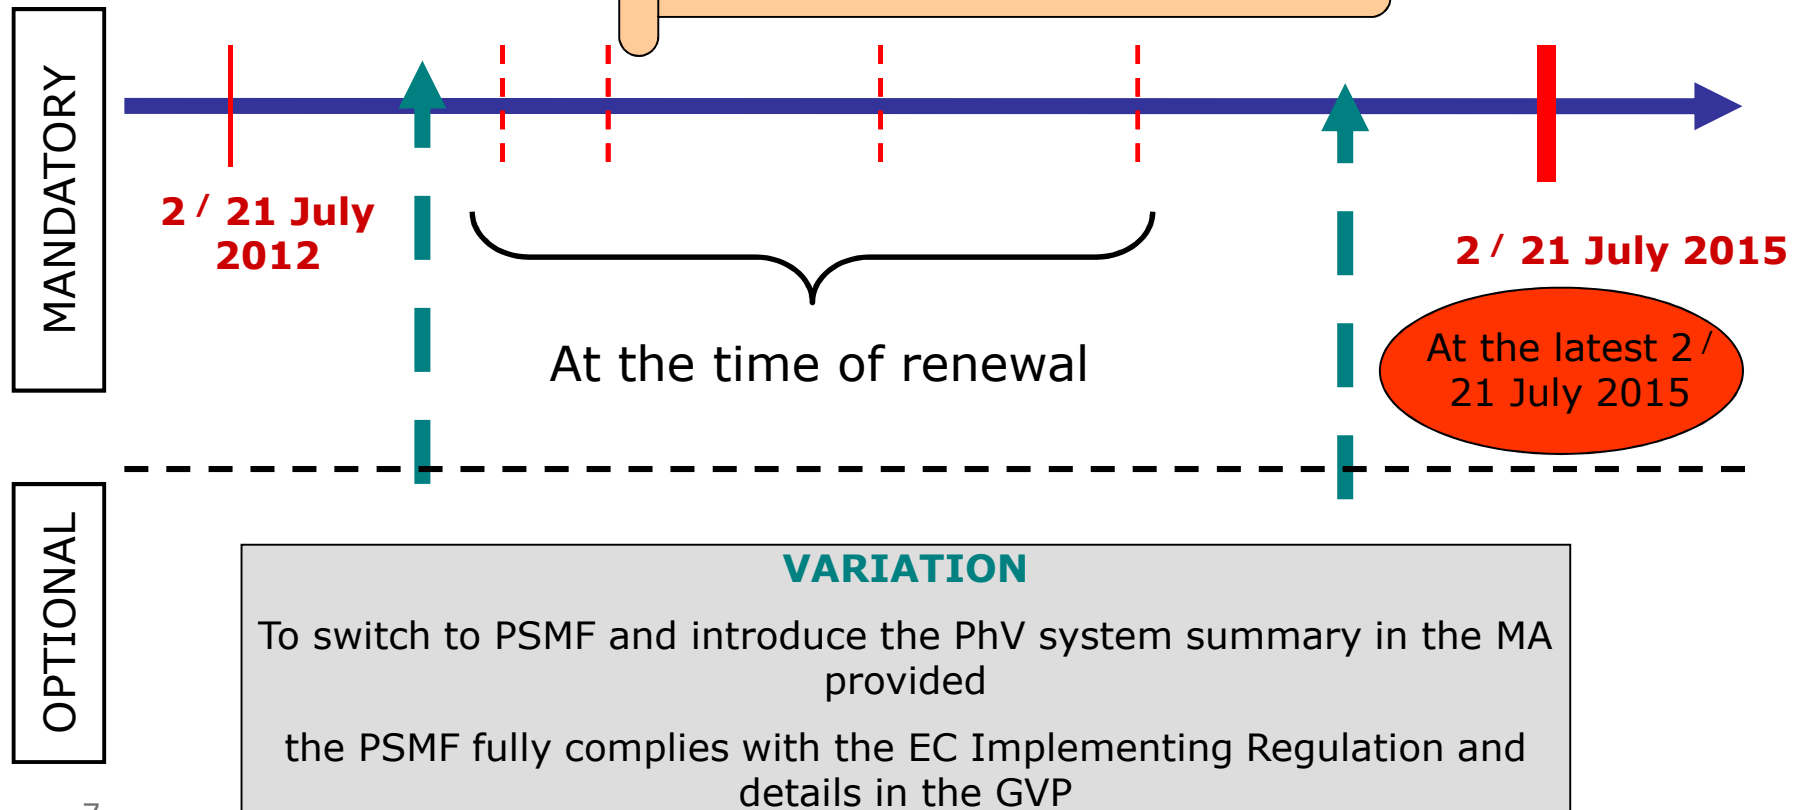 MANDATORY
2 / 21 July
2012
2 / 21 July 2015
At the time of renewal
At the latest 2 /
21 July 2015
OPTIONAL
VARIATION
To switch to PSMF and introduce the PhV system summary in the MA
provided
the PSMF fully complies with the EC Implementing Regulation and
details in the GVP
7